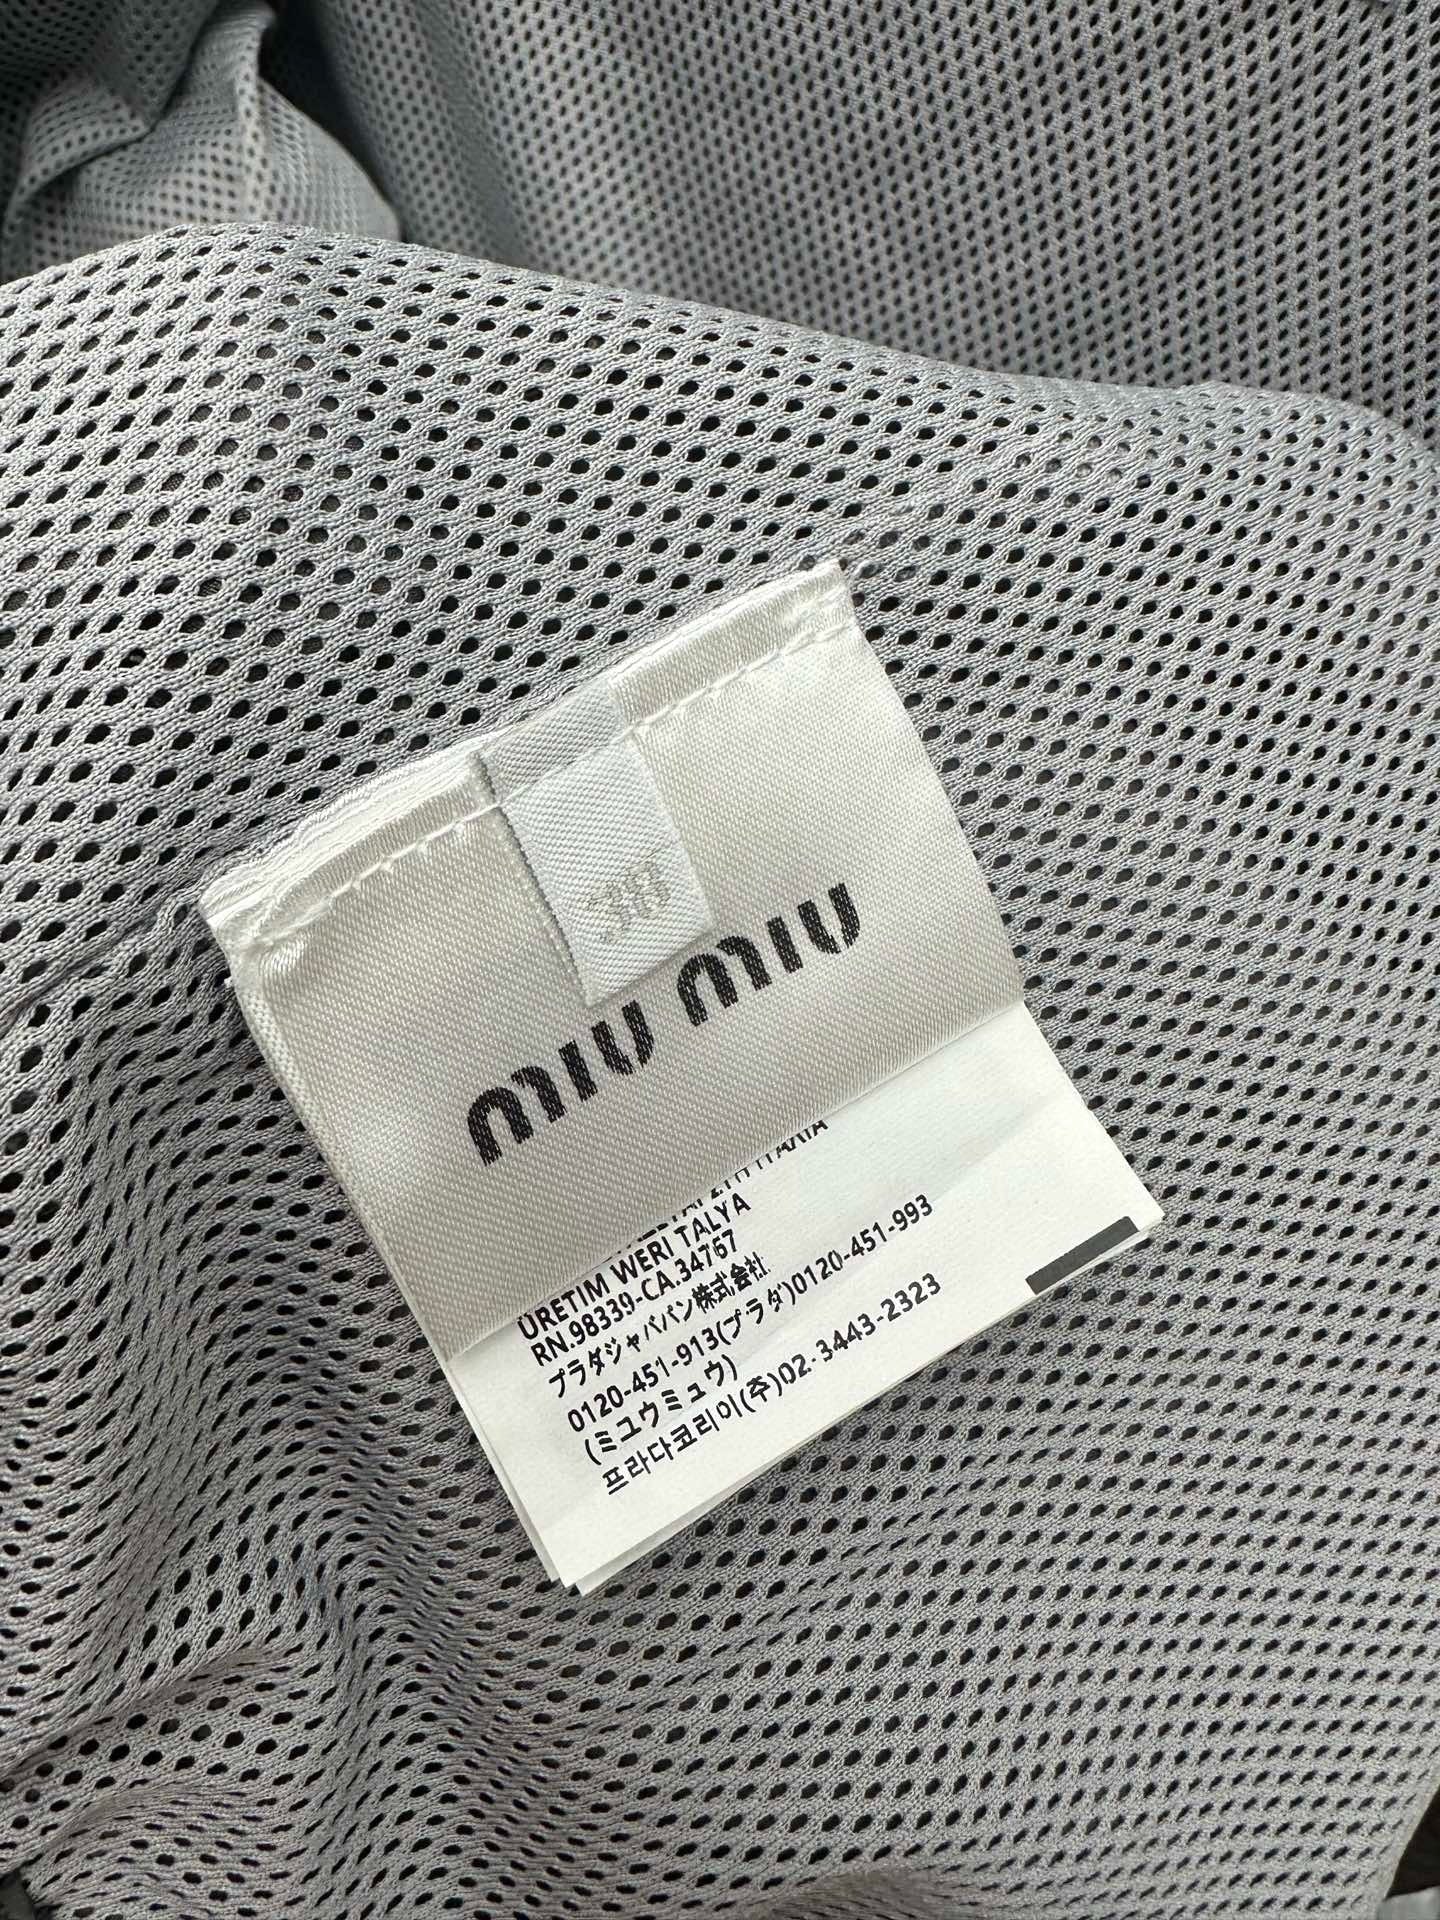 38
miu miu
ÜRETIM YERI TALYA
RN.98339-CA.34767
プラダジャパン株式会社
0120-451-913(プラダ)0120-451-993
(ミュウミュウ)
프라다코리아(주)02-3443-2323